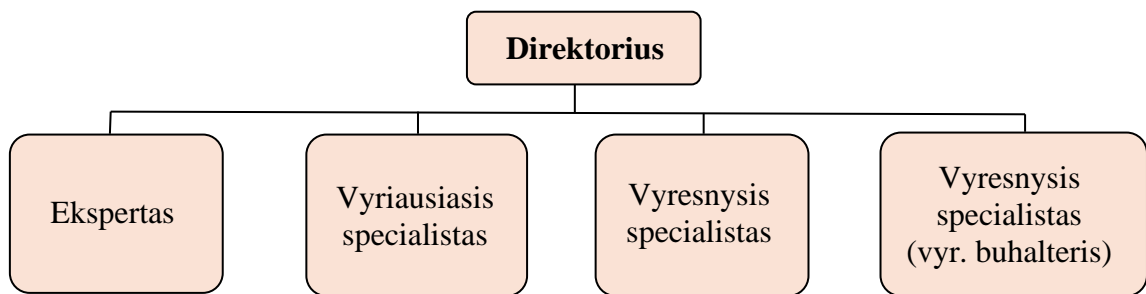 Direktorius
Ekspertas
Vyriausiasis
specialistas
Vyresnysis
specialistas
Vyresnysis
specialistas
(vyr. buhalteris)